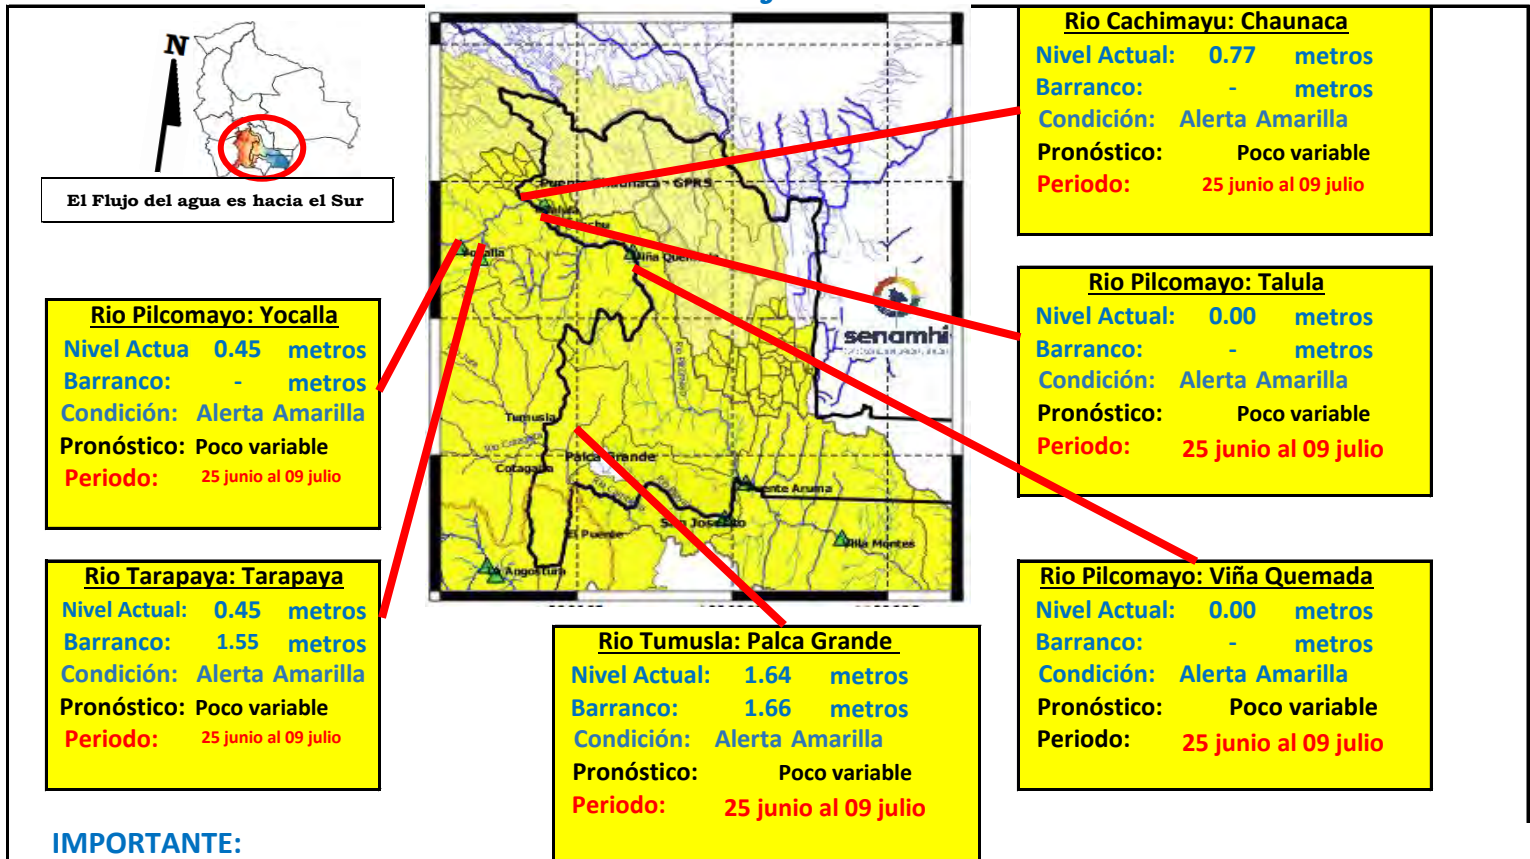 N
El Flujo del agua es hacia el Sur
Rio Cachimayu: Chaunaca
Nivel Actual: 0.77 metros
Barranco: - metros
Condición: Alerta Amarilla
Pronóstico: Poco variable
Periodo: 25 junio al 09 julio
Rio Pilcomayo: Talula
Nivel Actual: 0.00 metros
Barranco: - metros
Condición: Alerta Amarilla
Pronóstico: Poco variable
Periodo: 25 junio al 09 julio
Rio Pilcomayo: Yocalla
Nivel Actua 0.45 metros
Barranco: - metros
Condición: Alerta Amarilla
Pronóstico: Poco variable
Periodo: 25 junio al 09 julio
Rio Tarapaya: Tarapaya
Nivel Actual: 0.45 metros
Barranco: 1.55 metros
Condición: Alerta Amarilla
Pronóstico: Poco variable
Periodo: 25 junio al 09 julio
Puente Chaunaca - GPRS
Talula
Yocalla
Viña Quemada
senamhi
Tumusla
Cotagaita
Palca Grande
Puente Aruma
San Josecito
El Puente
Villa Montes
La Angostura
Rio Tumusla: Palca Grande
Nivel Actual: 1.64 metros
Barranco: 1.66 metros
Condición: Alerta Amarilla
Pronóstico: Poco variable
Periodo: 25 junio al 09 julio
Rio Pilcomayo: Viña Quemada
Nivel Actual: 0.00 metros
Barranco: - metros
Condición: Alerta Amarilla
Pronóstico: Poco variable
Periodo: 25 junio al 09 julio
IMPORTANTE: